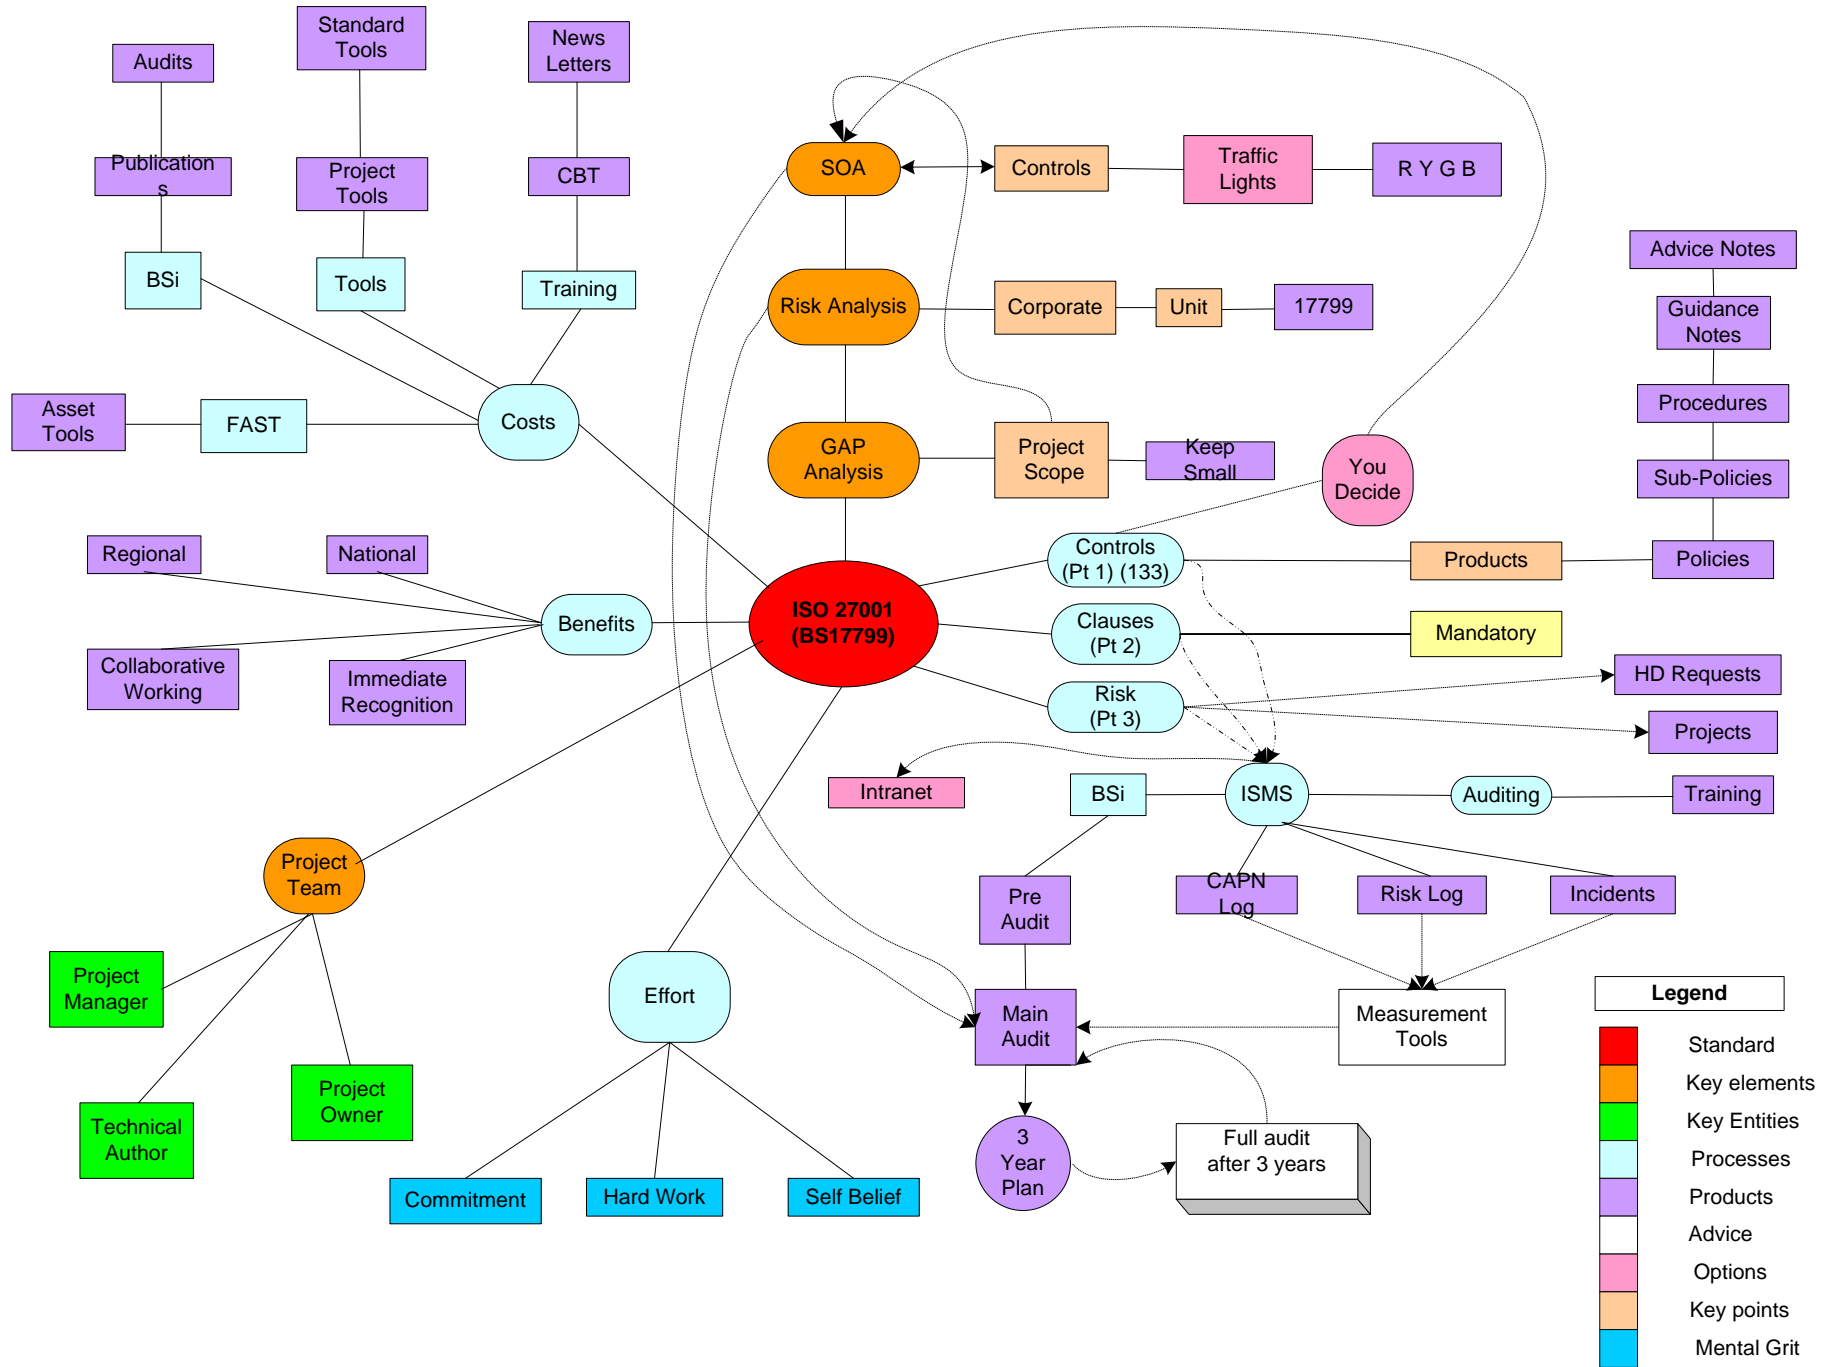 Standard
Tools
News
Letters
Audits
Publication
s
Project
Tools
CBT
SOA
Controls
Traffic
Lights
R Y G B
BSi
Tools
Training
Risk Analysis
Corporate
Unit
17799
Advice Notes
Guidance
Notes
Procedures
Sub-Policies
Policies
Asset
Tools
FAST
Costs
GAP
Analysis
Project
Scope
Keep
Small
You
Decide
Regional
National
Benefits
Collaborative
Working
Immediate
Recognition
ISO 27001
(BS17799)
Controls
(Pt 1) (133)
Products
Clauses
(Pt 2)
Mandatory
Risk
(Pt 3)
HD Requests
Projects
Intranet
BSi
ISMS
Auditing
Training
Project
Team
Pre
Audit
CAPN
Log
Risk Log
Incidents
Project
Manager
Technical
Author
Project
Owner
Effort
Main
Audit
Measurement
Tools
Commitment
Hard Work
Self Belief
3
Year
Plan
Full audit
after 3 years
Legend
Standard
Key elements
Key Entities
Processes
Products
Advice
Options
Key points
Mental Grit